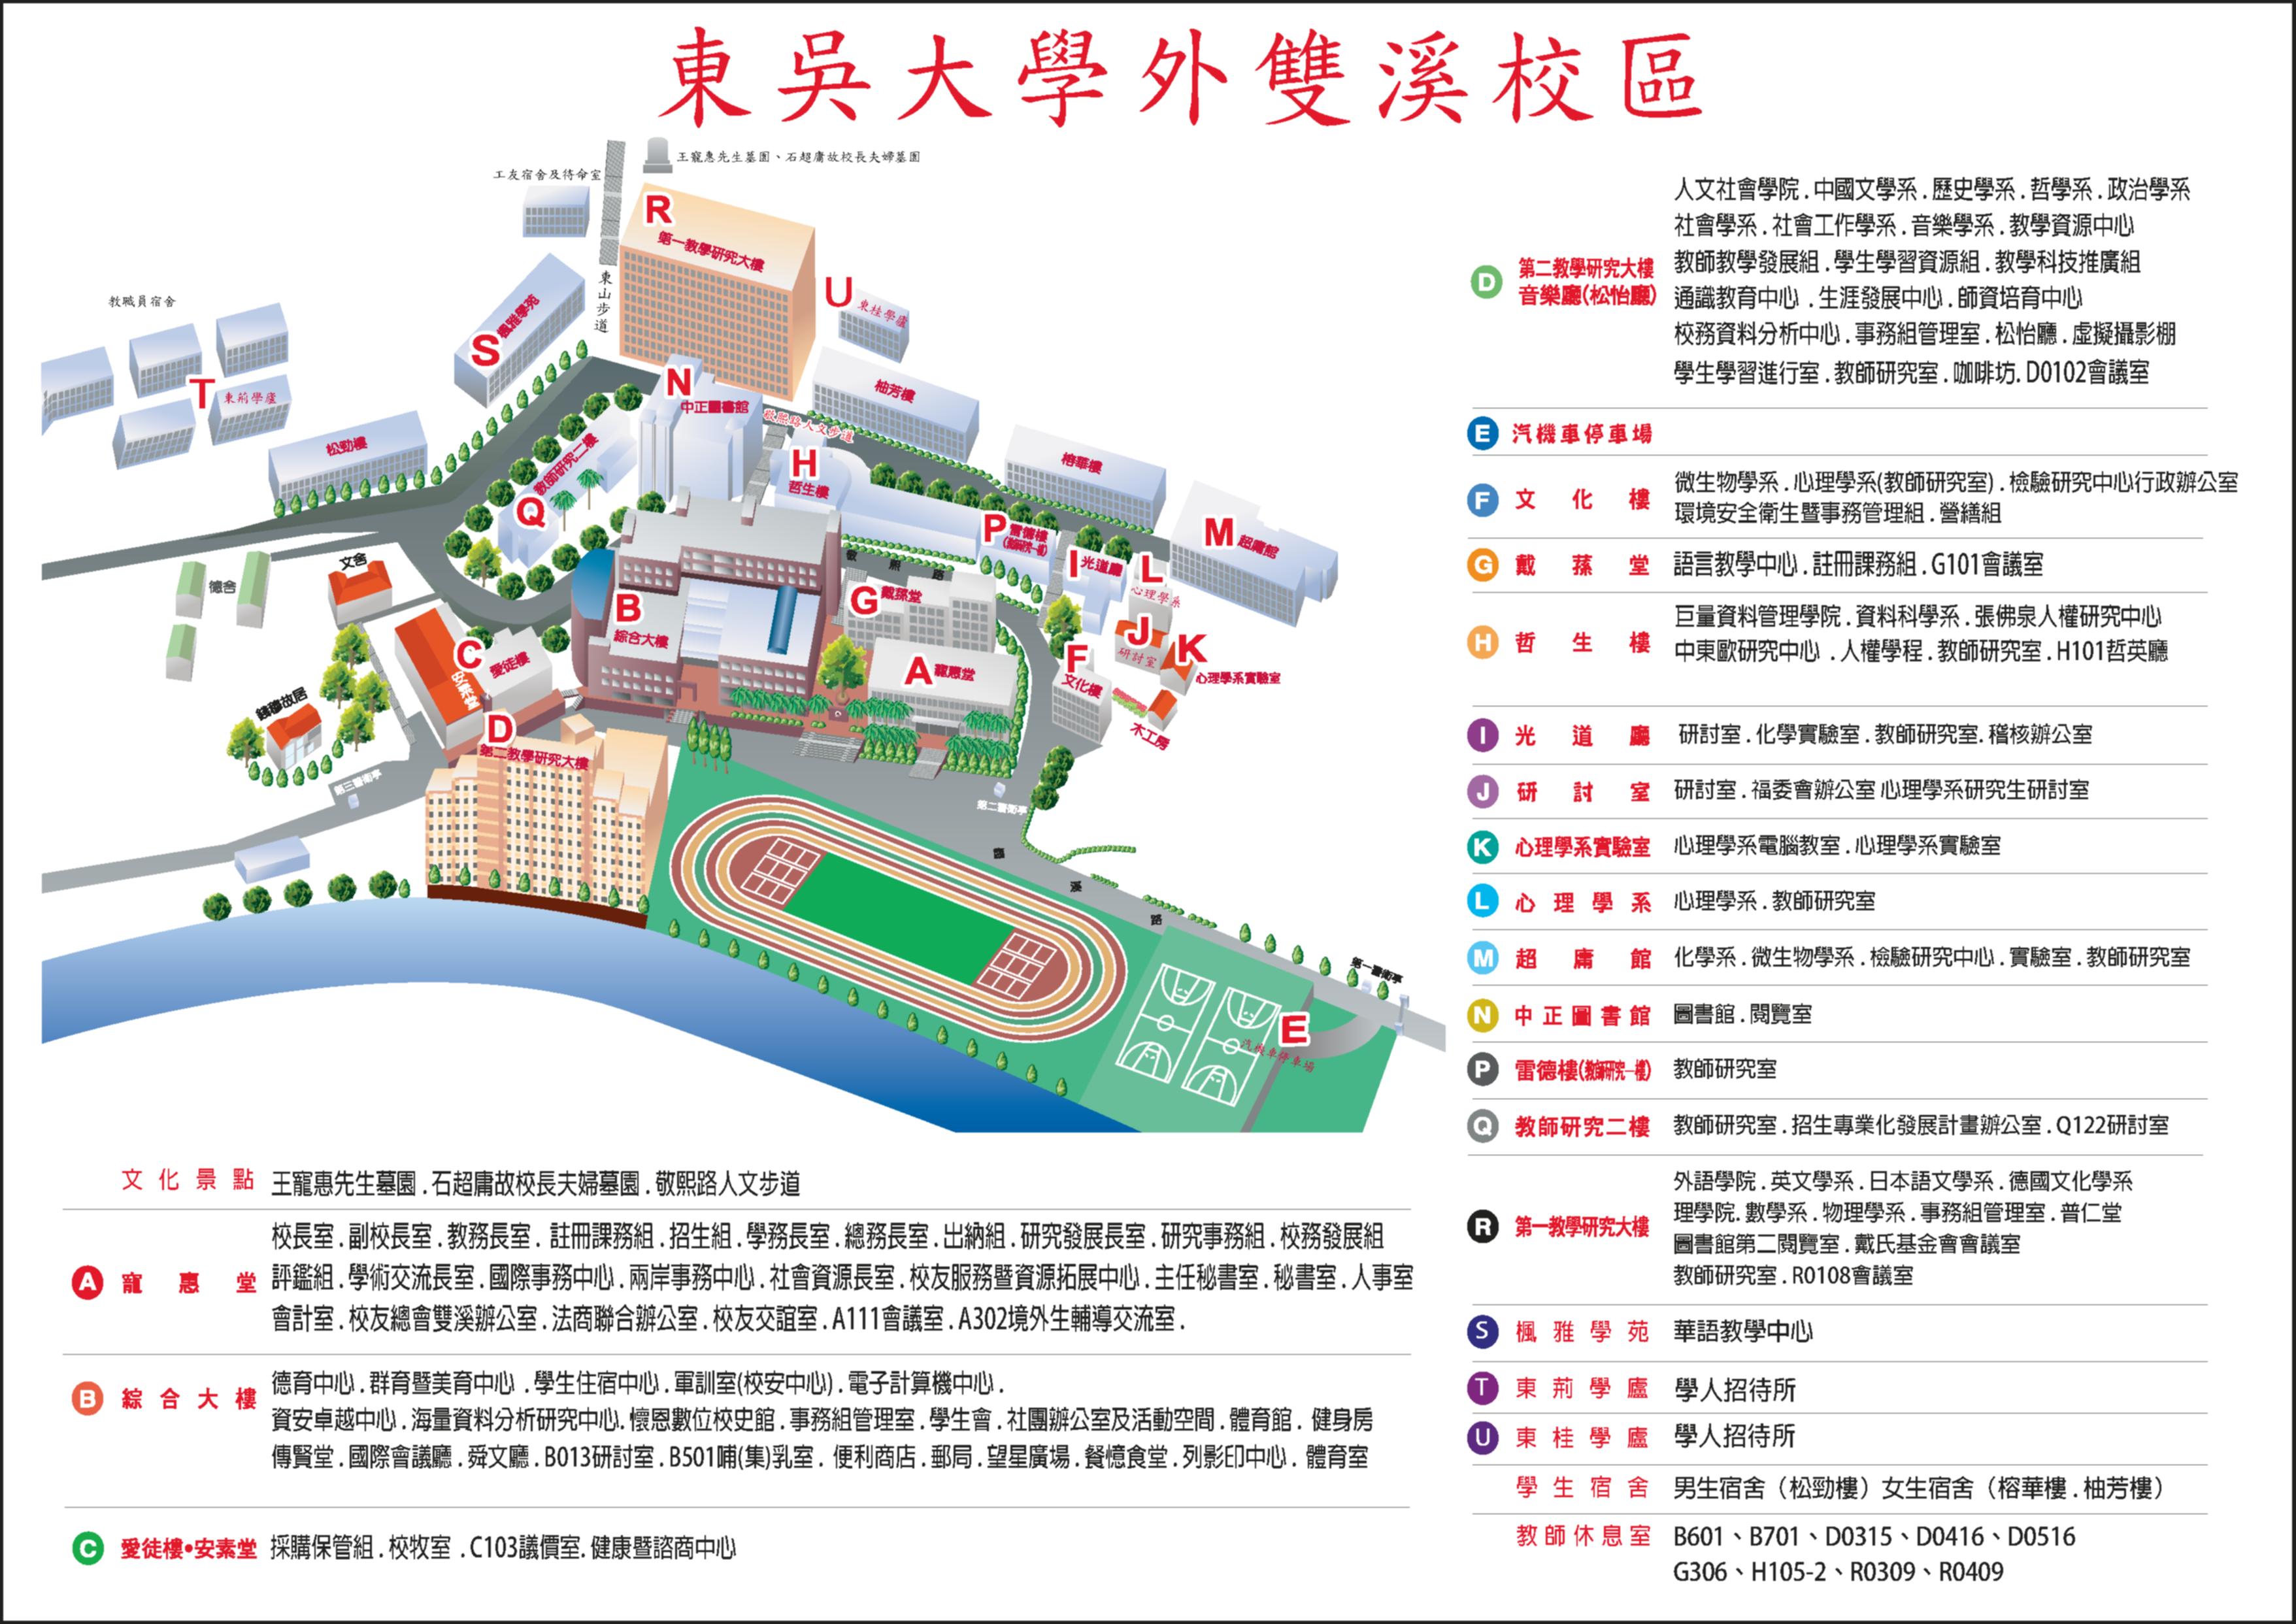 東吳大學外雙溪校區
王寵惠先生墓園、石超庸故校長夫婦墓園
工友宿舍及待命室
R
第一教學研究大樓
東山步道
U
東桂學廬
教職員宿舍
S
楓雅學苑
T
東荊學廬
N
中正圖書館
敬熙路人文步道
柚芳樓
松勁樓
教師研究二樓
Q
H
哲生樓
榕華樓
P
雷德樓
(教師研究一樓)
M
超庸館
I
光道廳
L
心理學系
敬熙路
文舍
德舍
B
綜合大樓
G
戴蓀堂
J
研討室
K
心理學系實驗室
C
安素堂
愛徒樓
A
寵惠堂
F
文化樓
木工房
錢穆故居
D
第二教學研究大樓
第三警衛亭
第二警衛亭
臨溪路
第一警衛亭
E
汽機車停車場
文化景點 王寵惠先生墓園.石超庸故校長夫婦墓園.敬熙路人文步道
A 寵惠堂 校長室.副校長室.教務長室. 註冊課務組.招生組.學務長室.總務長室.出納組.研究發展長室.研究事務組.校務發展組
評鑑組.學術交流長室.國際事務中心.兩岸事務中心.社會資源長室.校友服務暨資源拓展中心.主任秘書室.秘書室.人事室
會計室.校友總會雙溪辦公室.法商聯合辦公室.校友交誼室.A111會議室.A302境外生輔導交流室.
B 綜合大樓 德育中心.群育暨美育中心 .學生住宿中心.軍訓室(校安中心).電子計算機中心.
資安卓越中心.海量資料分析研究中心.懷恩數位校史館.事務組管理室.學生會.社團辦公室及活動空間.體育館. 健身房
傳賢堂.國際會議廳.舜文廳.B013研討室.B501哺(集)乳室. 便利商店.郵局.望星廣場.餐憶食堂.列影印中心. 體育室
C 愛徒樓•安素堂 採購保管組.校牧室 .C103議價室.健康暨諮商中心
D 第二教學研究大樓
音樂廳(松怡廳)
人文社會學院.中國文學系.歷史學系.哲學系.政治學系
社會學系.社會工作學系.音樂學系.教學資源中心
教師教學發展組.學生學習資源組.教學科技推廣組
通識教育中心 .生涯發展中心.師資培育中心
校務資料分析中心.事務組管理室.松怡廳.虛擬攝影棚
學生學習進行室.教師研究室.咖啡坊.D0102會議室
E 汽機車停車場
F 文化樓 微生物學系.心理學系(教師研究室).檢驗研究中心行政辦公室
環境安全衛生暨事務管理組.營繕組
G 戴蓀堂 語言教學中心.註冊課務組.G101會議室
H 哲生樓 巨量資料管理學院.資料科學系.張佛泉人權研究中心
中東歐研究中心 .人權學程.教師研究室.H101哲英廳
I 光道廳 研討室.化學實驗室.教師研究室.稽核辦公室
J 研討室 研討室.福委會辦公室 心理學系研究生研討室
K 心理學系實驗室 心理學系電腦教室.心理學系實驗室
L 心理學系 心理學系.教師研究室
M 超庸館 化學系.微生物學系.檢驗研究中心.實驗室.教師研究室
N 中正圖書館 圖書館.閱覽室
P 雷德樓(教師研究一樓) 教師研究室
Q 教師研究二樓 教師研究室.招生專業化發展計畫辦公室.Q122研討室
R 第一教學研究大樓 外語學院.英文學系.日本語文學系.德國文化學系
理學院.數學系.物理學系.事務組管理室.普仁堂
圖書館第二閱覽室.戴氏基金會會議室
教師研究室.R0108會議室
S 楓雅學苑 華語教學中心
T 東荊學廬 學人招待所
U 東桂學廬 學人招待所
學生宿舍 男生宿舍（松勁樓）女生宿舍（榕華樓.柚芳樓）
教師休息室 B601、B701、D0315、D0416、D0516
G306、H105-2、R0309、R0409